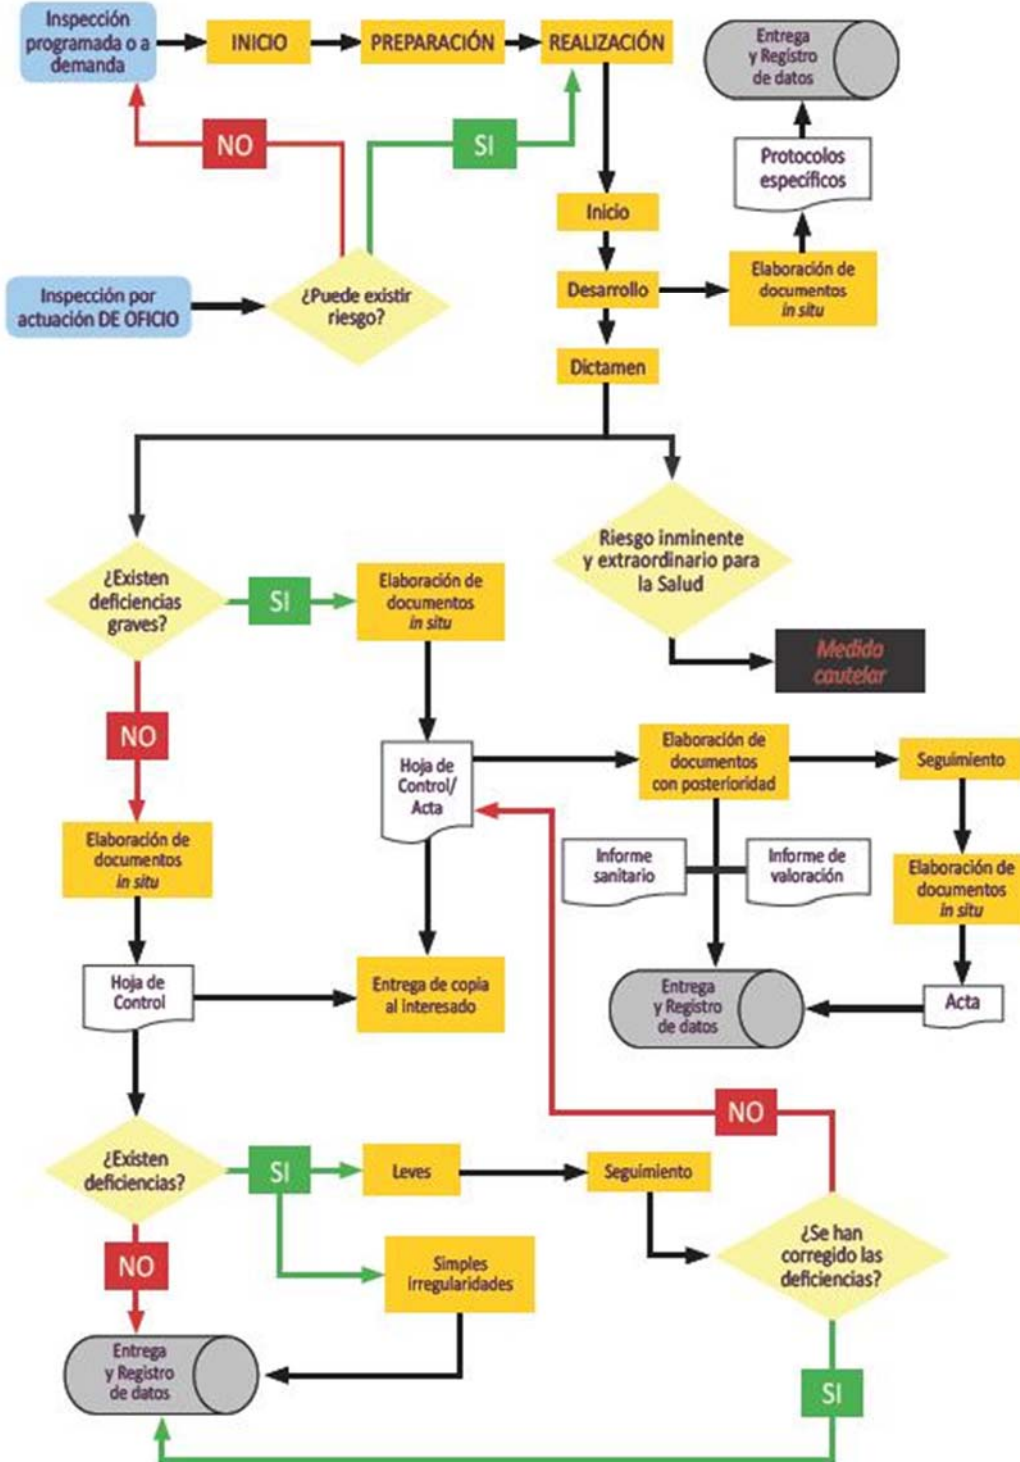 Inspección
programada o a
demanda
INICIO
PREPARACIÓN
REALIZACIÓN
Entrega
y Registro
de datos
NO
SI
Protocolos
específicos
Inicio
Inspección por
actuación DE OFICIO
¿Puede existir
riesgo?
Desarrollo
Elaboración de
documentos
in situ
Dictamen
Riesgo inminente
y extraordinario para
la Salud
¿Existen
deficiencias
graves?
SI
Elaboración de
documentos
in situ
Medida
cautelar
NO
Hoja de
Control/
Acta
Elaboración de
documentos
con posterioridad
Seguimiento
Elaboración de
documentos
in situ
Informe
sanitario
Informe de
valoración
Elaboración de
documentos
in situ
Hoja de
Control
Entrega de copia
al interesado
Entrega
y Registro
de datos
Acta
NO
¿Existen
deficiencias?
SI
Leves
Seguimiento
NO
Simples
irregularidades
¿Se han
corregido las
deficiencias?
Entrega
y Registro
de datos
SI